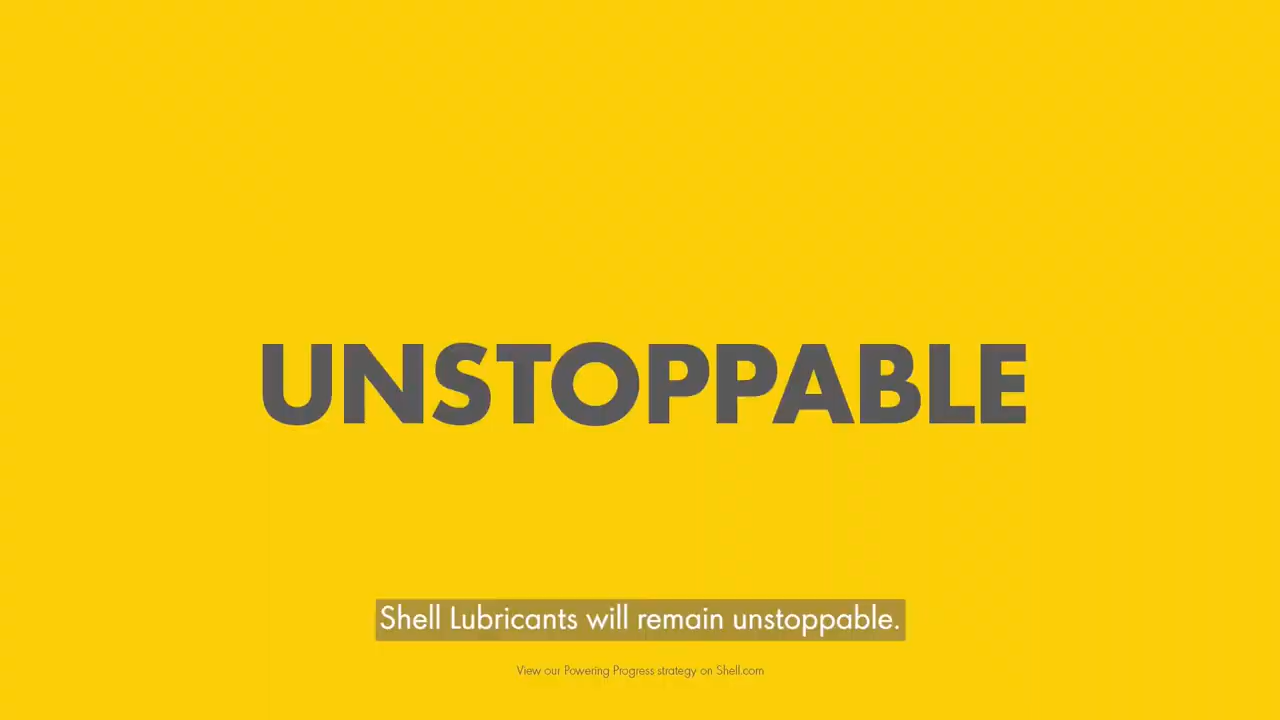 UNSTOPPABLE
Shell Lubricants will remain unstoppable.
View our Powering Progress strategy on Shell.com